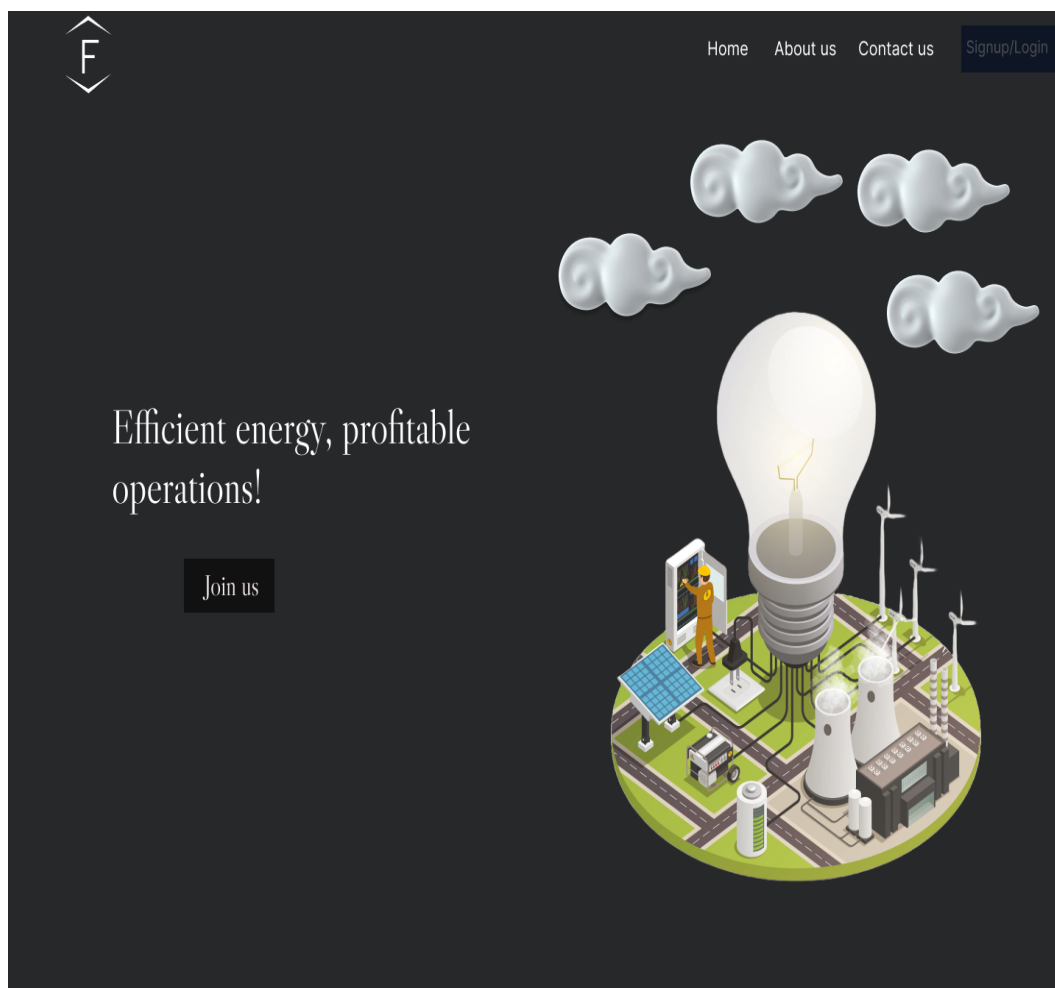 F
Home About us Contact us Signup/Login
Efficient energy, profitable
operations!
Join us